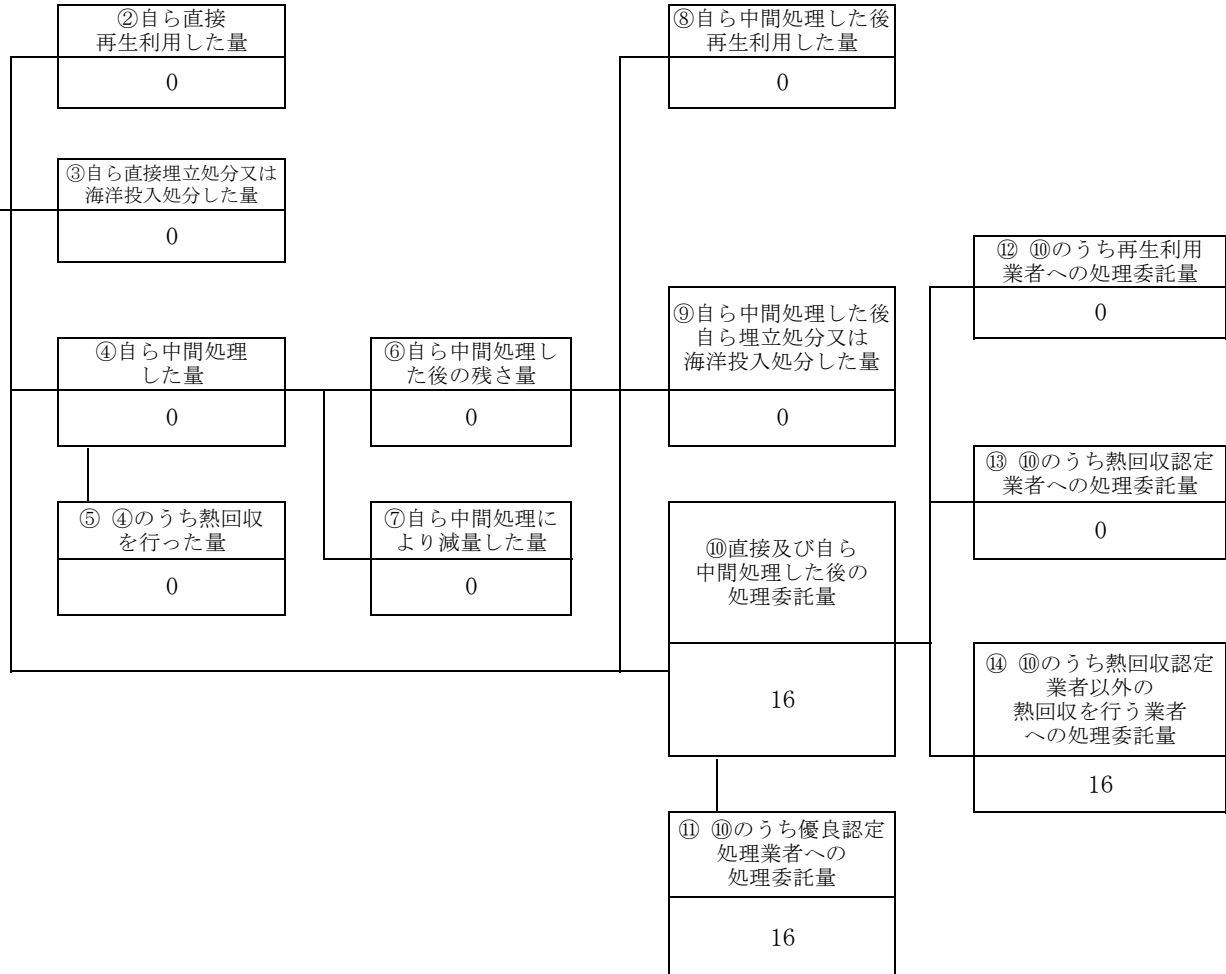 ②自ら直接
再生利用した量
0
③自ら直接埋立処分又は
海洋投入処分した量
0
④自ら中間処理
した量
0
⑤ ④のうち熱回収
を行った量
0
⑥自ら中間処理し
た後の残さ量
0
⑦自ら中間処理に
より減量した量
0
⑧自ら中間処理した後
再生利用した量
0
⑨自ら中間処理した後
自ら埋立処分又は
海洋投入処分した量
0
⑩直接及び自ら
中間処理した後の
処理委託量
16
⑪ ⑩のうち優良認定
処理業者への
処理委託量
16
⑫ ⑩のうち再生利用
業者への処理委託量
0
⑬ ⑩のうち熱回収認定
業者への処理委託量
0
⑭ ⑩のうち熱回収認定
業者以外の
熱回収を行う業者
への処理委託量
16